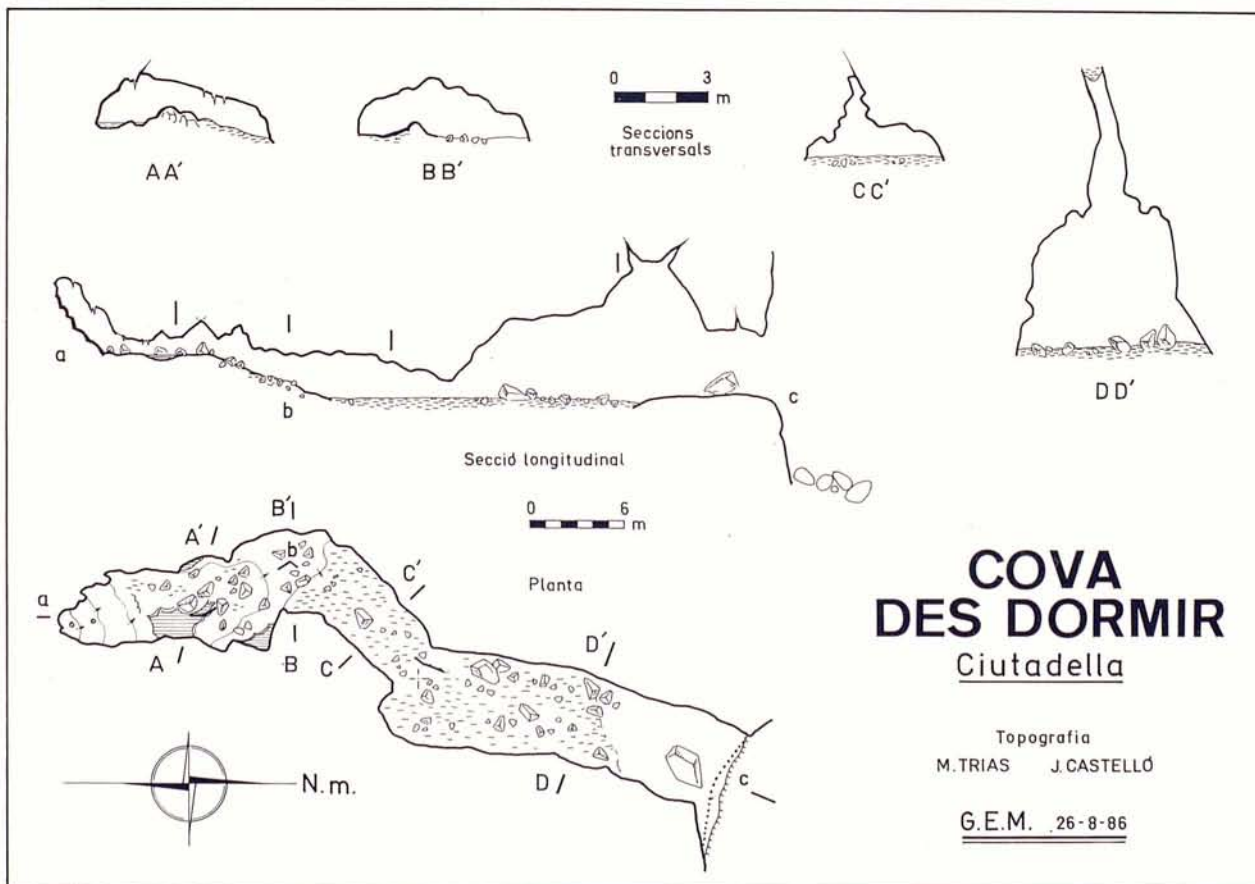 0 3
m
Seccions
transversals
AA'
BB'
CC'
DD'
a
b
c
Secció longitudinal
0 6
m
Planta
a
A'
B'
b
C'
D'
A
B
C
D
c
N.m.
COVA
DES DORMIR
Ciutadella
Topografia
M.TRIAS J.CASTELLÓ
G.E.M. 26-8-86